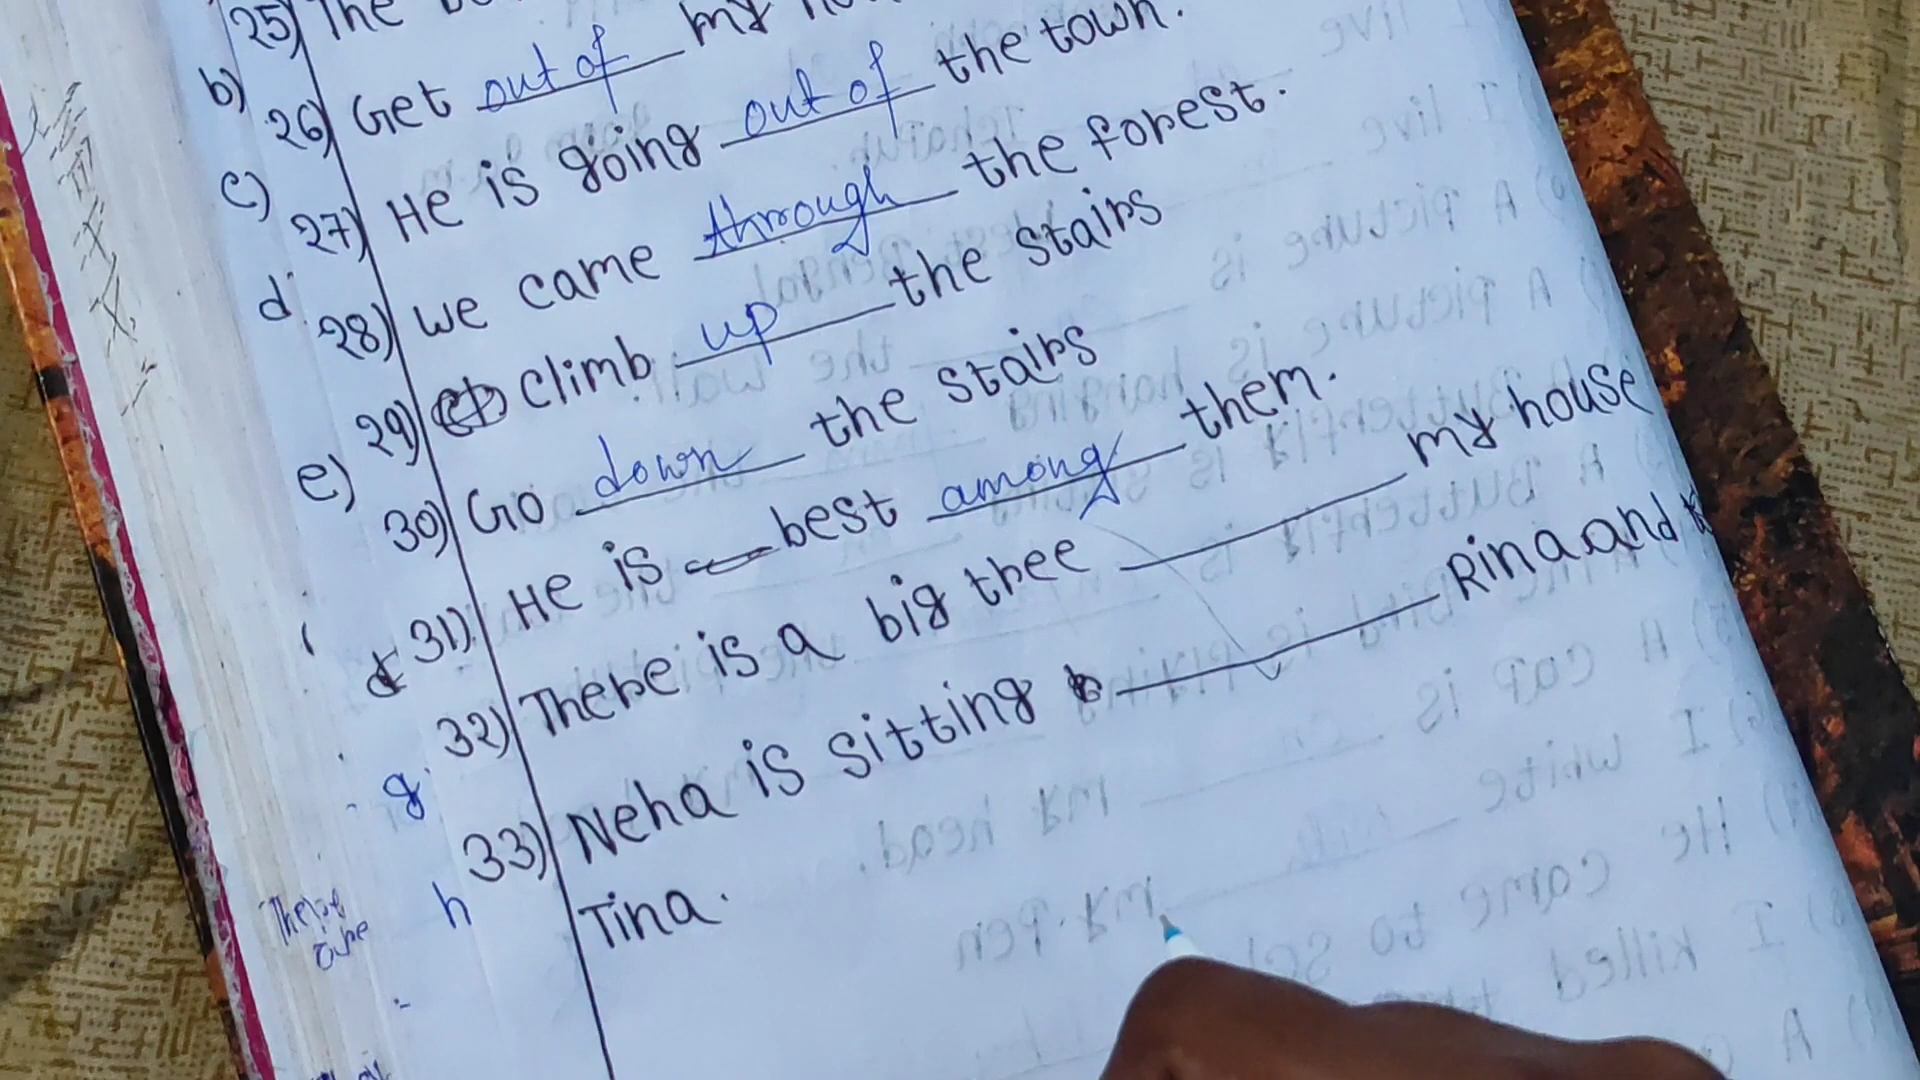 25) The
b) 26) Get out of my
c) 27) He is going out of the town.
d 28) We came through the forest.
29) Climb up the stairs
e) 30) Go down the stairs
31) He is best among them.
32) There is a big tree my house
g 33) Neha is sitting Rina and
h Tina.
There
are